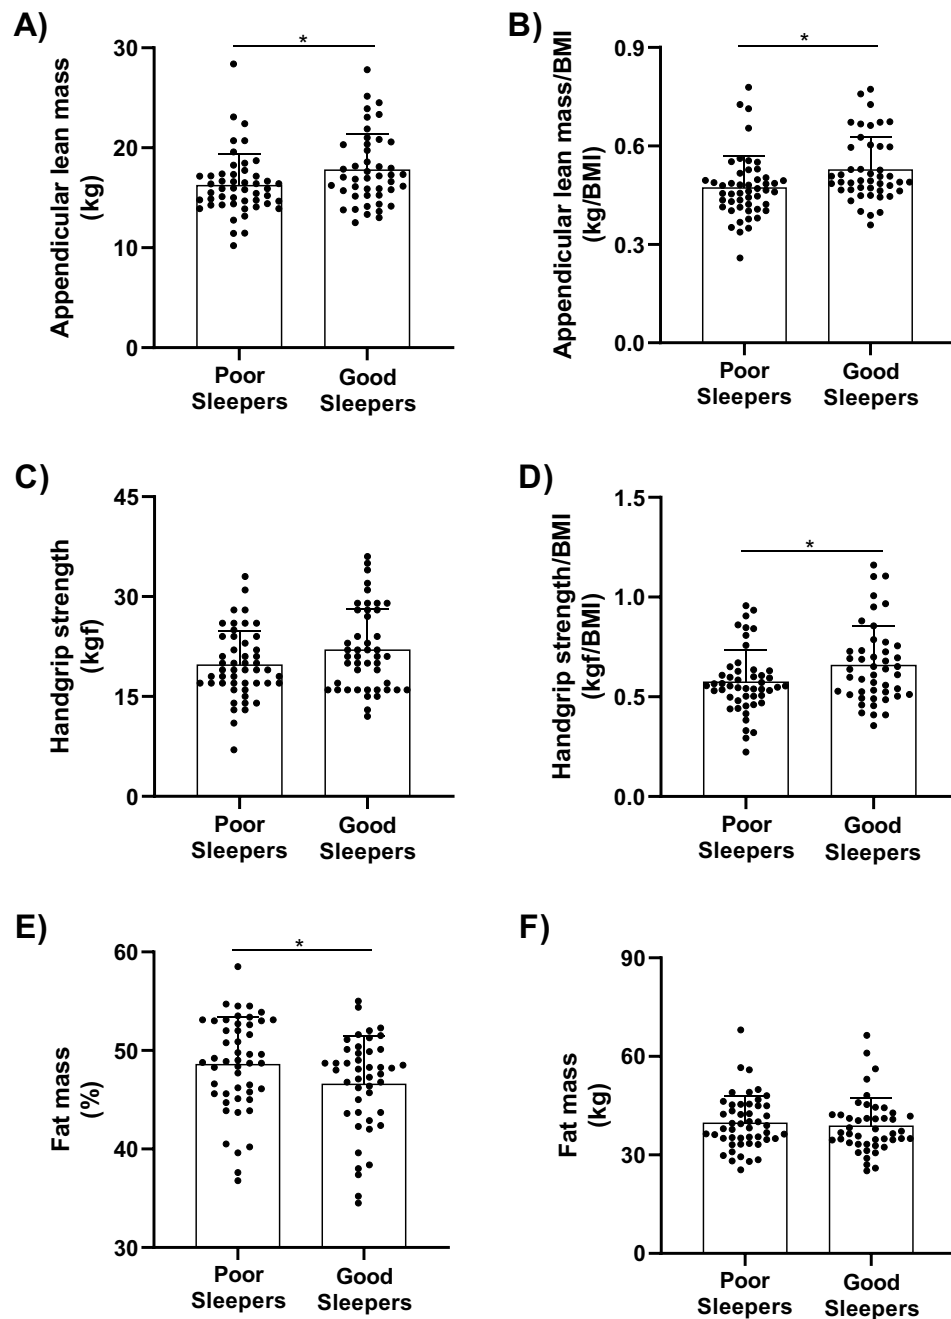 A)
Appendicular lean mass
(kg)
30
20
10
0
*
Poor
Sleepers
Good
Sleepers
B)
Appendicular lean mass/BMI
(kg/BMI)
0.9
0.6
0.3
0.0
*
Poor
Sleepers
Good
Sleepers
C)
Handgrip strength
(kgf)
45
30
15
0
Poor
Sleepers
Good
Sleepers
D)
Handgrip strength/BMI
(kgf/BMI)
1.5
1.0
0.5
0.0
*
Poor
Sleepers
Good
Sleepers
E)
Fat mass
(%)
60
50
40
30
*
Poor
Sleepers
Good
Sleepers
F)
Fat mass
(kg)
90
60
30
0
Poor
Sleepers
Good
Sleepers